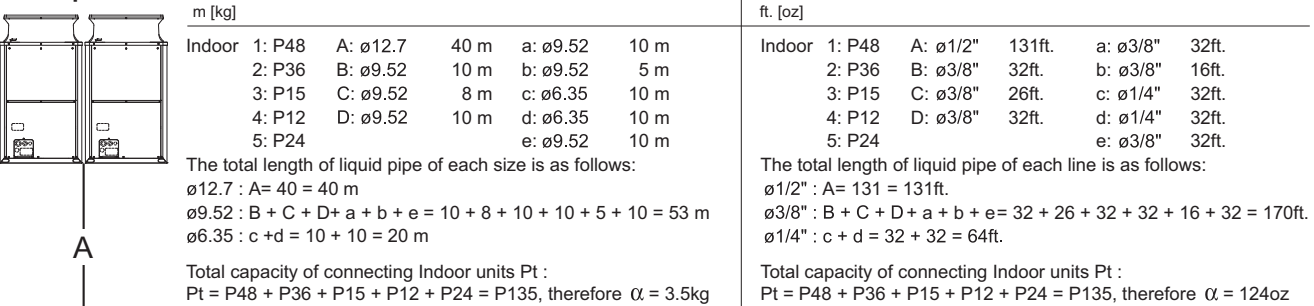 m [kg]
Indoor 1: P48 A: ø12.7 40 m a: ø9.52 10 m
2: P36 B: ø9.52 10 m b: ø9.52 5 m
3: P15 C: ø9.52 8 m c: ø6.35 10 m
4: P12 D: ø9.52 10 m d: ø6.35 10 m
5: P24 e: ø9.52 10 m
The total length of liquid pipe of each size is as follows:
ø12.7 : A= 40 = 40 m
ø9.52 : B + C + D+ a + b + e = 10 + 8 + 10 + 10 + 5 + 10 = 53 m
ø6.35 : c +d = 10 + 10 = 20 m
Total capacity of connecting Indoor units Pt :
Pt = P48 + P36 + P15 + P12 + P24 = P135, therefore α = 3.5kg
ft. [oz]
Indoor 1: P48 A: ø1/2" 131ft. a: ø3/8" 32ft.
2: P36 B: ø3/8" 32ft. b: ø3/8" 16ft.
3: P15 C: ø3/8" 26ft. c: ø1/4" 32ft.
4: P12 D: ø3/8" 32ft. d: ø1/4" 32ft.
5: P24 e: ø3/8" 32ft.
The total length of liquid pipe of each line is as follows:
ø1/2" : A= 131 = 131ft.
ø3/8" : B + C + D+ a + b + e= 32 + 26 + 32 + 32 + 16 + 32 = 170ft.
ø1/4" : c + d = 32 + 32 = 64ft.
Total capacity of connecting Indoor units Pt :
Pt = P48 + P36 + P15 + P12 + P24 = P135, therefore α = 124oz
A